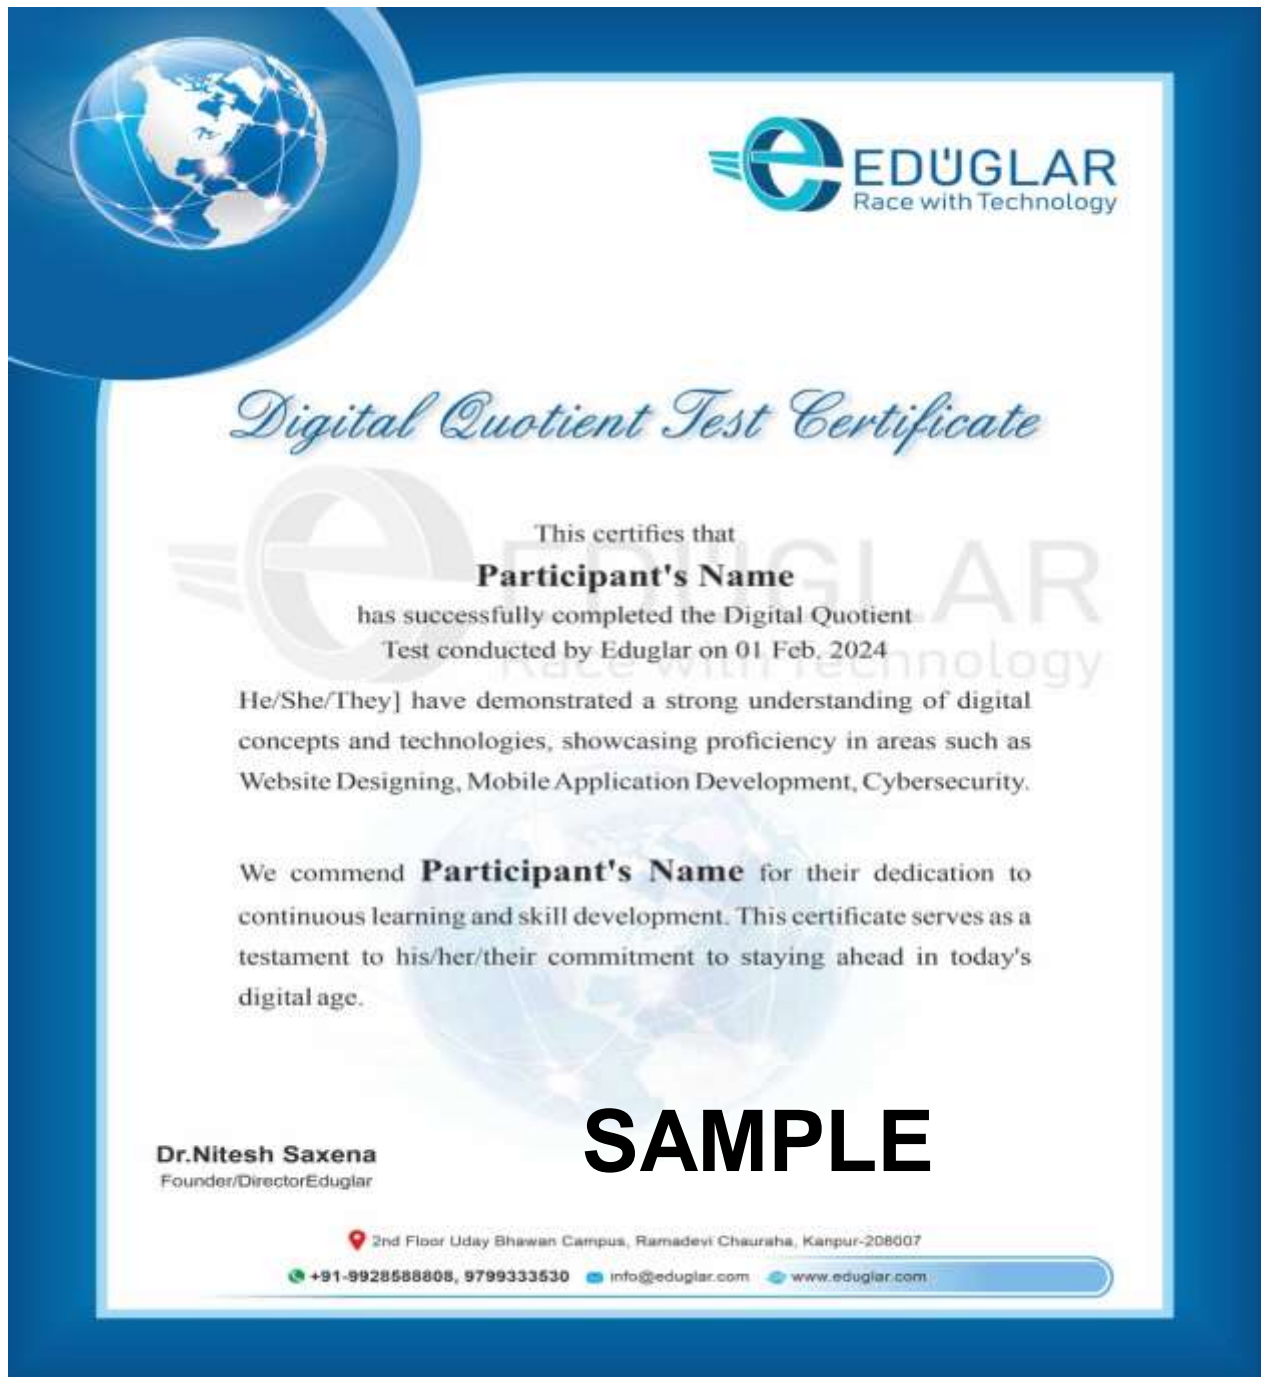 EDÜGLAR
Race with Technology
Digital Quotient Test Certificate
This certifies that
Participant's Name
has successfully completed the Digital Quotient
Test conducted by Eduglar on 01 Feb, 2024
He/She/They] have demonstrated a strong understanding of digital
concepts and technologies, showcasing proficiency in areas such as
Website Designing, Mobile Application Development, Cybersecurity.
We commend Participant's Name for their dedication to
continuous learning and skill development. This certificate serves as a
testament to his/her/their commitment to staying ahead in today's
digital age.
SAMPLE
Dr.Nitesh Saxena
Founder/DirectorEduglar
2nd Floor Uday Bhawan Campus, Ramadevi Chauraha, Kanpur-208007
+91-9928588808, 9799333530 info@eduglar.com www.eduglar.com
EDÜGLAR
Race with Technology